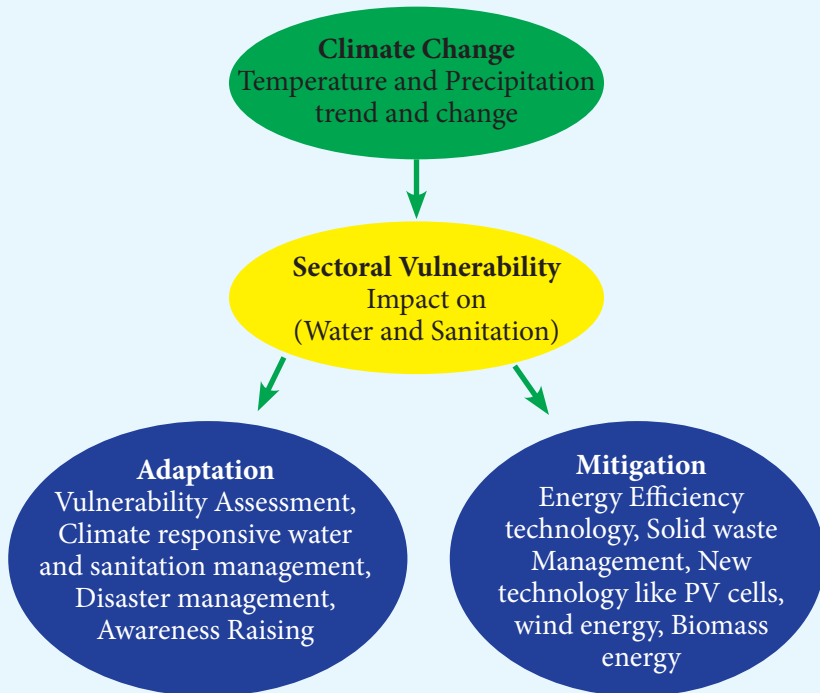 Climate Change
Temperature and Precipitation
trend and change
Sectoral Vulnerability
Impact on
(Water and Sanitation)
Adaptation
Vulnerability Assessment,
Climate responsive water
and sanitation management,
Disaster management,
Awareness Raising
Mitigation
Energy Efficiency
technology, Solid waste
Management, New
technology like PV cells,
wind energy, Biomass
energy